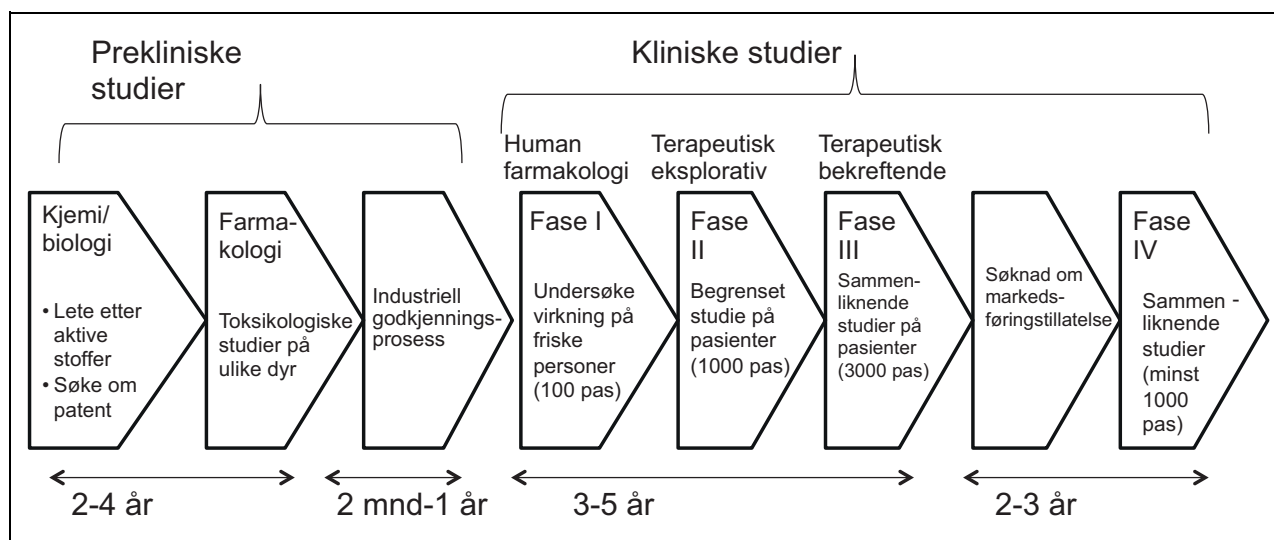 Prekliniske
studier
Kliniske studier
Human
farmakologi
Terapeutisk
eksplorativ
Terapeutisk
bekreftende
Kjemi/
biologi
• Lete etter
aktive
stoffer
• Søke om
patent
Farma-
kologi
Toksikologiske
studier på
ulike dyr
Industriell
godkjennings-
prosess
Fase I
Undersøke
virkning på
friske
personer
(100 pas)
Fase
II
Begrenset
studie på
pasienter
(1000 pas)
Fase
III
Sammen-
liknende
studier på
pasienter
(3000 pas)
Søknad om
markeds-
føringstillatelse
Fase
IV
Sammen -
liknende
studier
(minst
1000
pas)
2-4 år
2 mnd-1 år
3-5 år
2-3 år